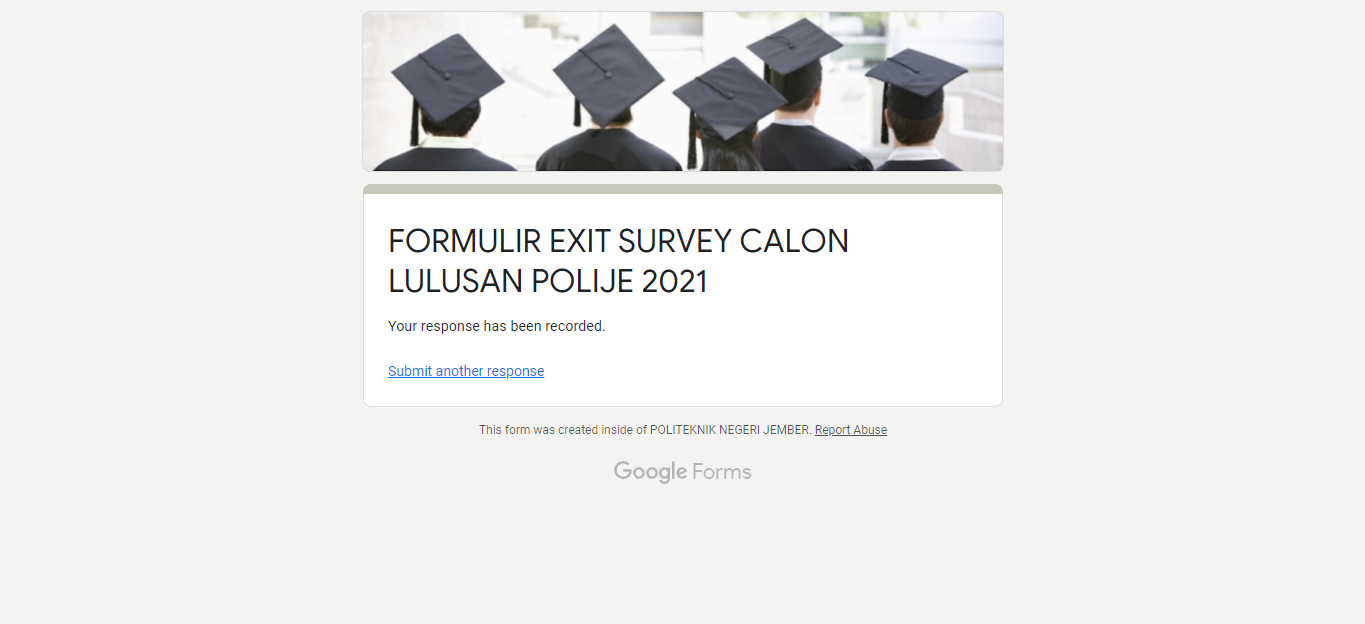 FORMULIR EXIT SURVEY CALON
LULUSAN POLIJE 2021
Your response has been recorded.
Submit another response
This form was created inside of POLITEKNIK NEGERI JEMBER. Report Abuse
Google Forms